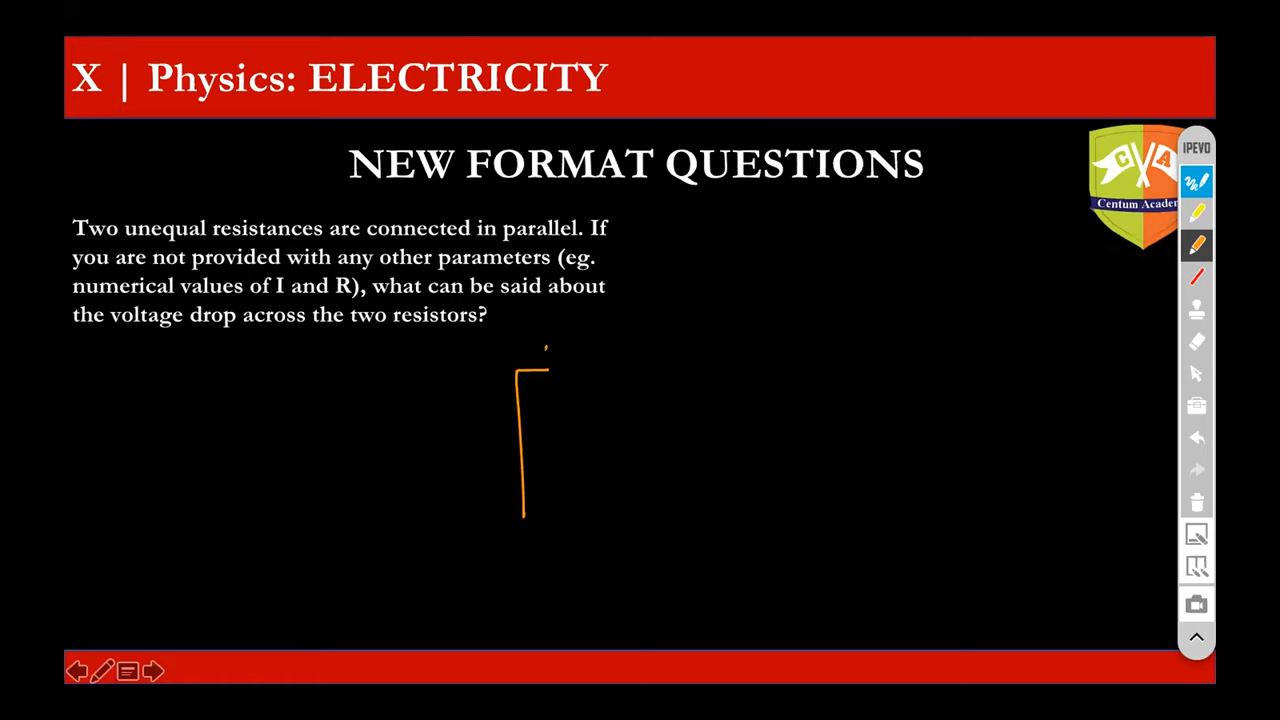 X | Physics: ELECTRICITY
NEW FORMAT QUESTIONS
IPEVO
C A
Centum Academ
Two unequal resistances are connected in parallel. If
you are not provided with any other parameters (eg.
numerical values of I and R), what can be said about
the voltage drop across the two resistors?